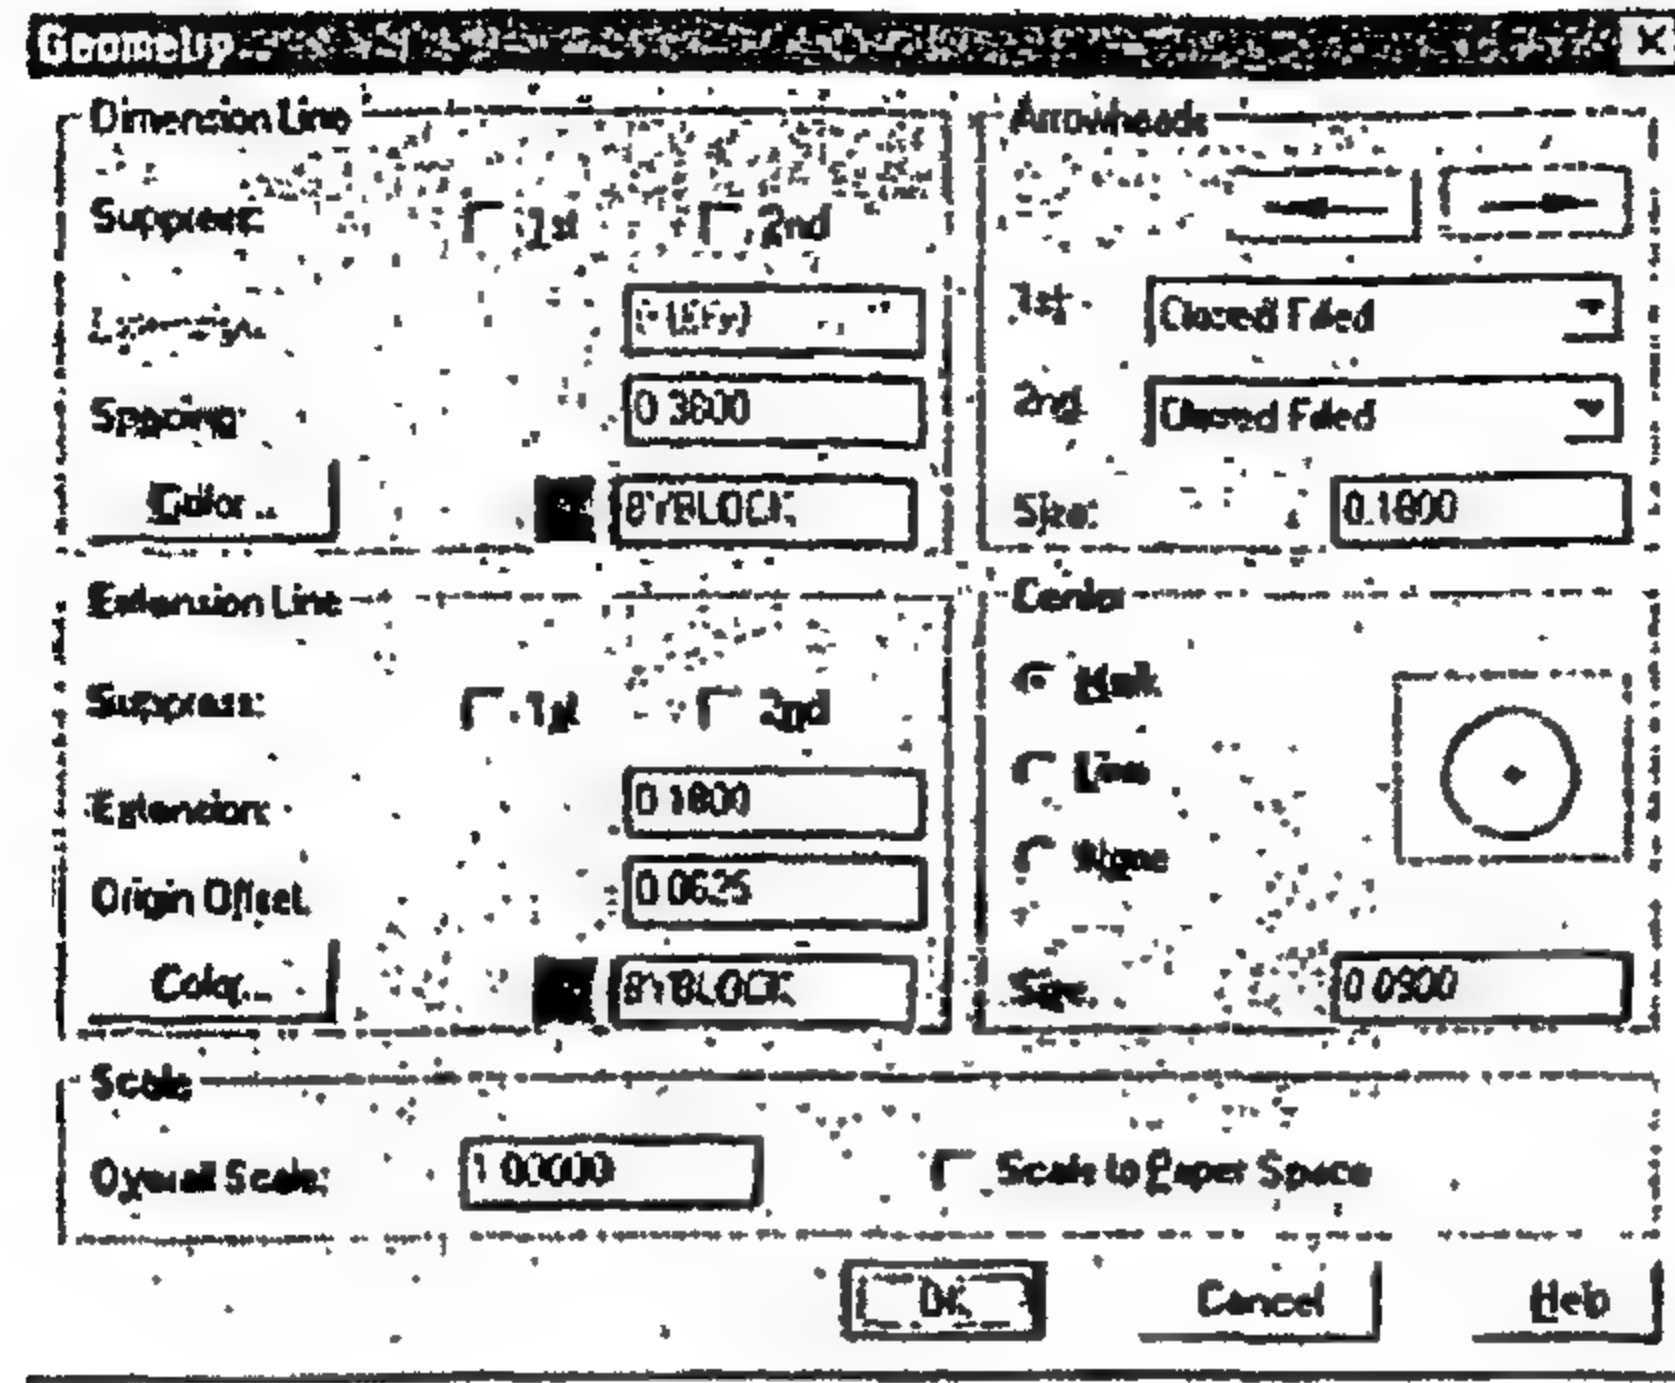 Geometry
Dimension Line
Suppress: 1st 2nd
Spacing: 0.3800
Color... BYBLOCK
Arrowheads
1st: Closed Filled
2nd: Closed Filled
Size: 0.1800
Extension Line
Suppress: 1st 2nd
Extension: 0.1800
Origin Offset: 0.0625
Color... BYBLOCK
Center
Mark
Line
None
Size: 0.0900
Scale
Overall Scale: 1.00000
Scale to Paper Space
OK Cancel Help